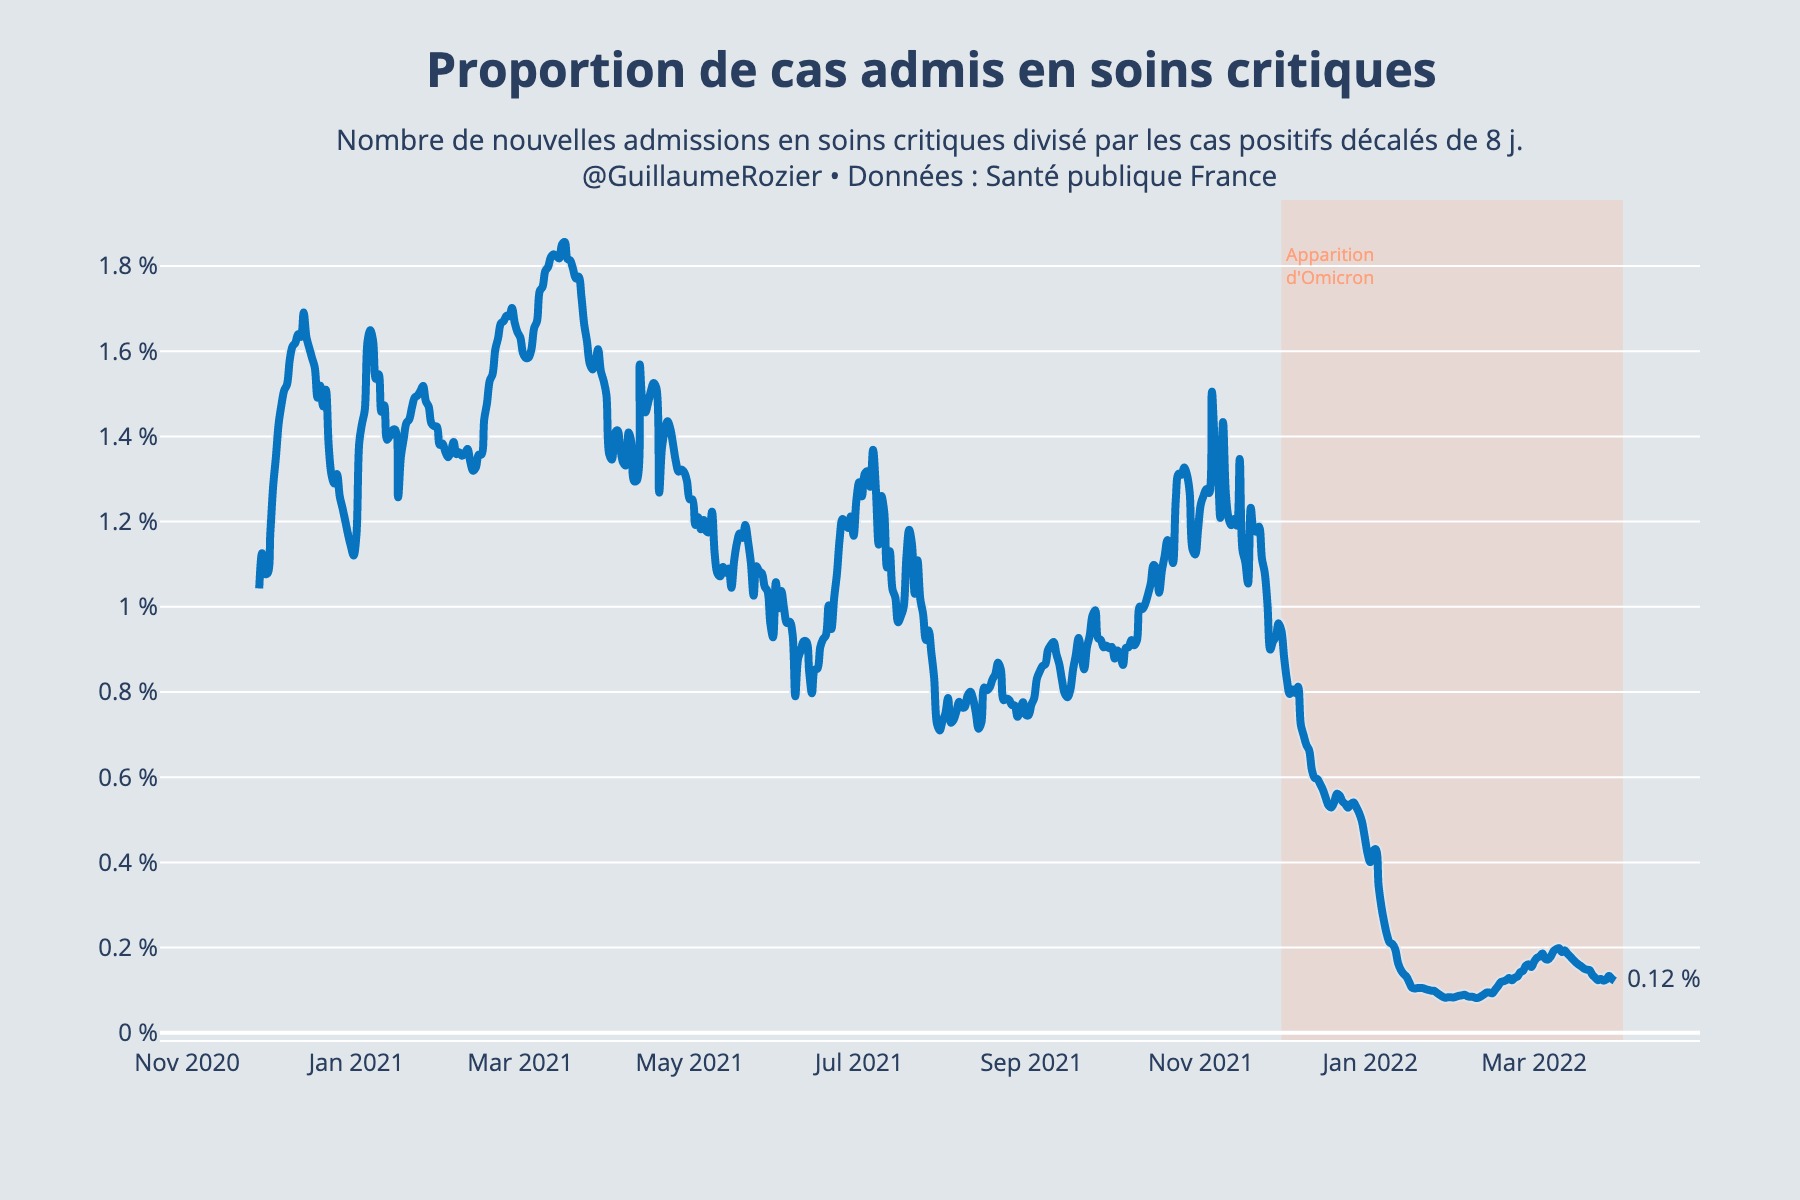 Proportion de cas admis en soins critiques
Nombre de nouvelles admissions en soins critiques divisé par les cas positifs décalés de 8 j.
@GuillaumeRozier • Données : Santé publique France
Apparition
d'Omicron
1.8 %
1.6 %
1.4 %
1.2 %
1 %
0.8 %
0.6 %
0.4 %
0.2 %
0 %
0.12 %
Nov 2020 Jan 2021 Mar 2021 May 2021 Jul 2021 Sep 2021 Nov 2021 Jan 2022 Mar 2022